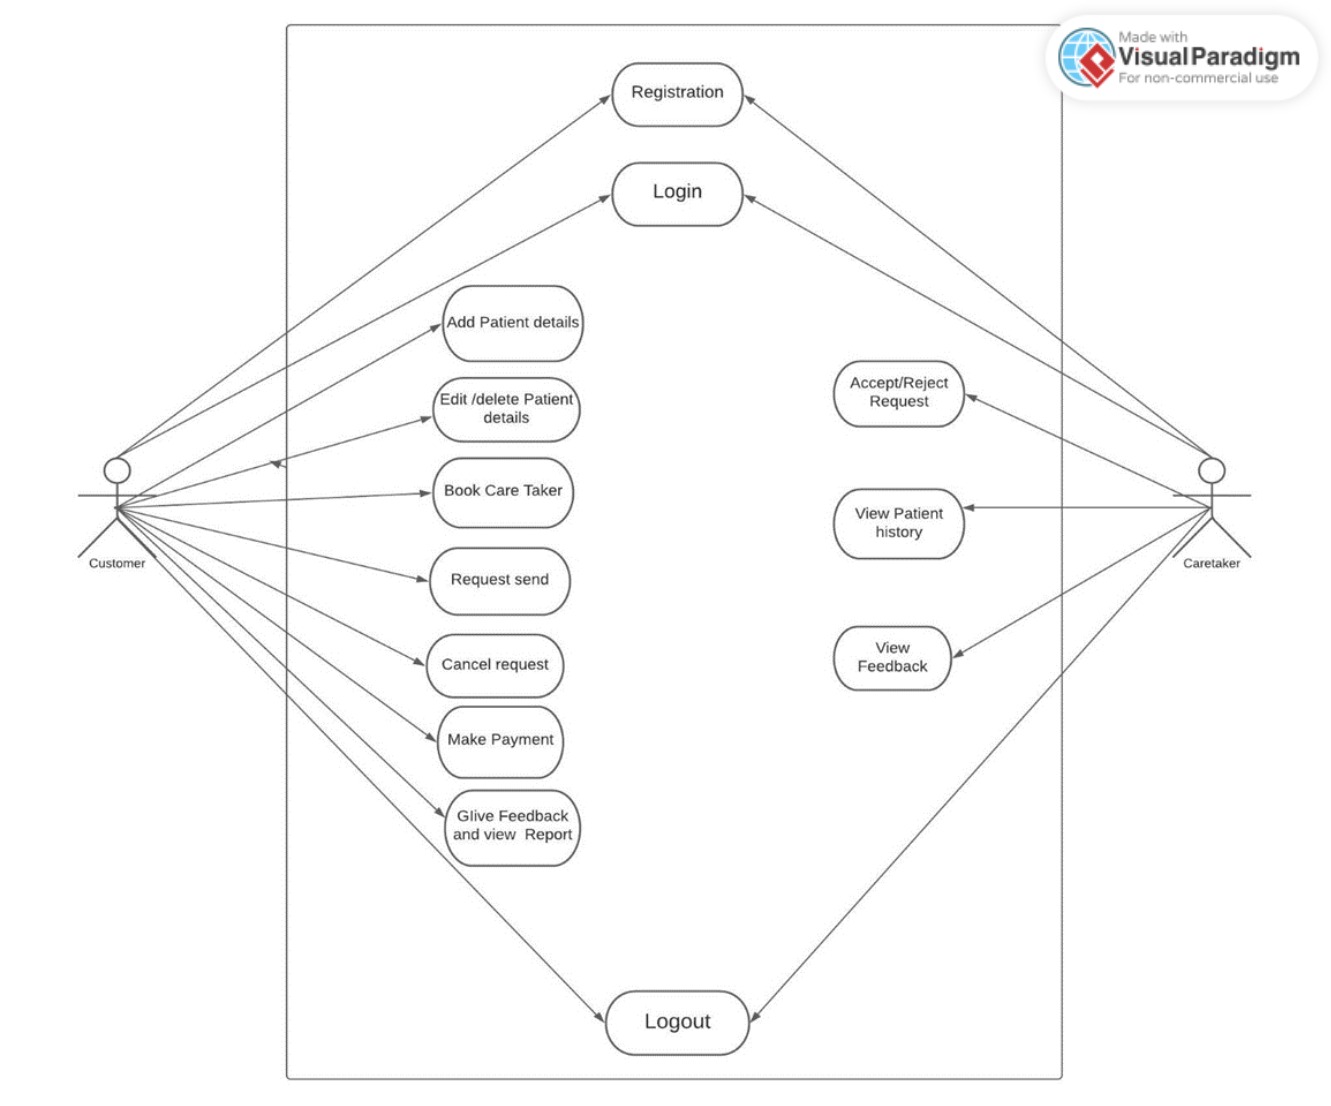 Made with
Visual Paradigm
For non-commercial use
Registration
Login
Add Patient details
Edit /delete Patient
details
Book Care Taker
Request send
Cancel request
Make Payment
GIive Feedback
and view Report
Accept/Reject
Request
View Patient
history
View
Feedback
Customer
Caretaker
Logout